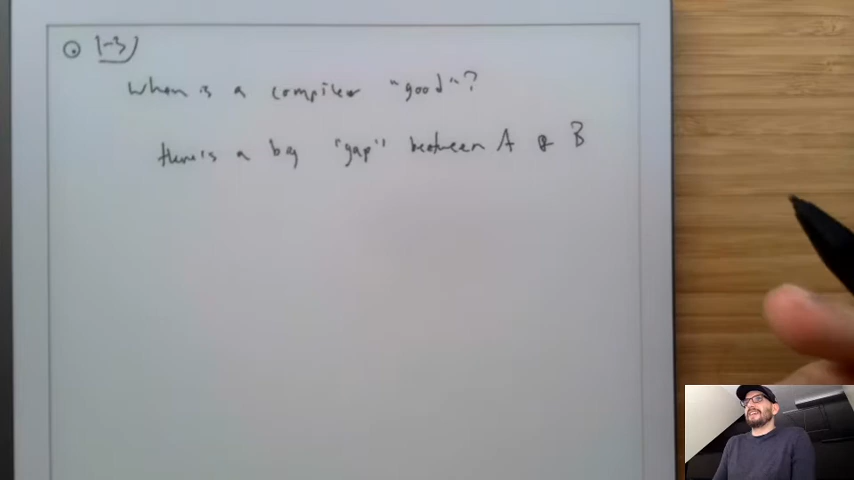 1-3
When is a compiler "good"?
there's a big "gap" between A & B